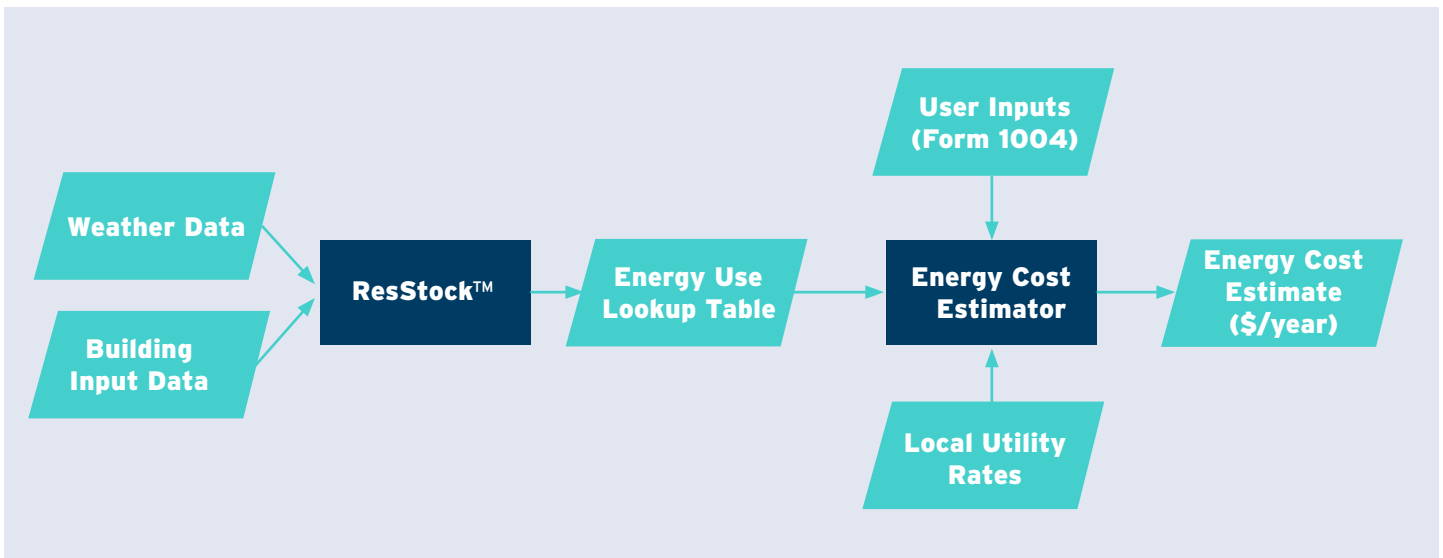 Weather Data
Building
Input Data
ResStock™
Energy Use
Lookup Table
User Inputs
(Form 1004)
Energy Cost
Estimator
Local Utility
Rates
Energy Cost
Estimate
($/year)